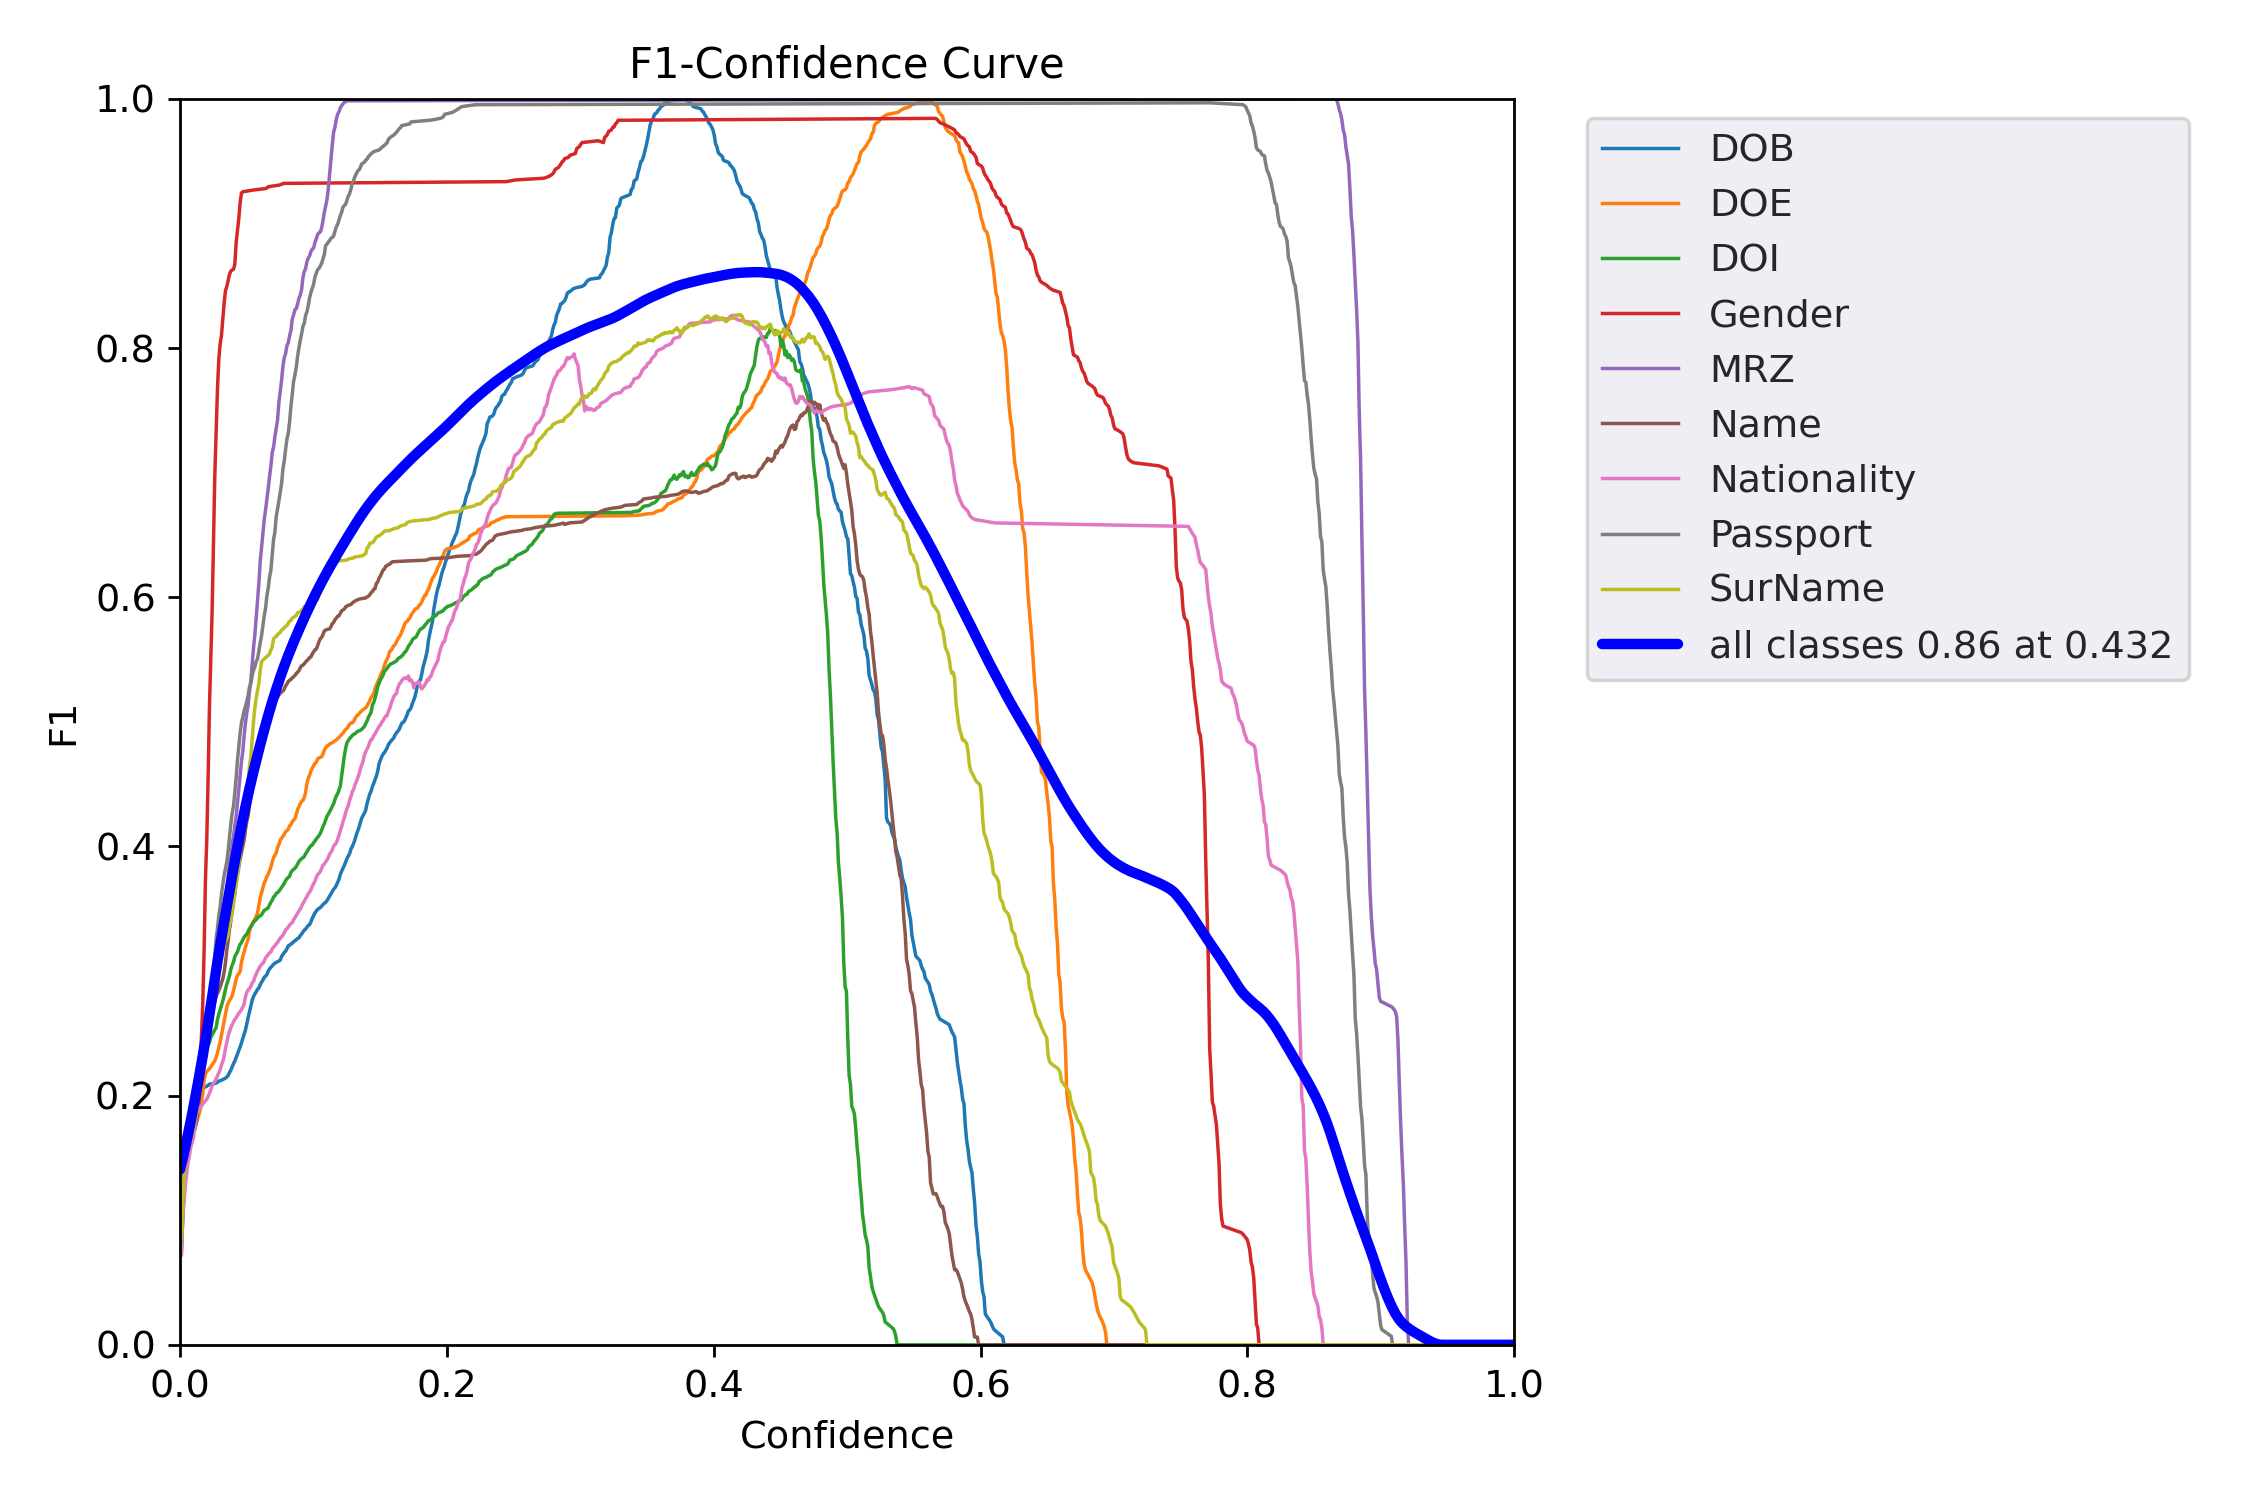 F1-Confidence Curve
1.0
0.8
0.6
0.4
0.2
0.0
F1
0.0 0.2 0.4 0.6 0.8 1.0
Confidence
DOB
DOE
DOI
Gender
MRZ
Name
Nationality
Passport
SurName
all classes 0.86 at 0.432